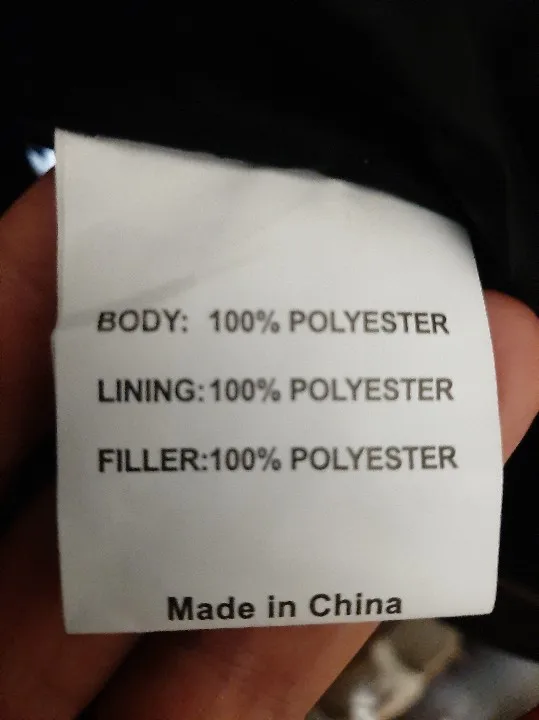 BODY: 100% POLYESTER
LINING:100% POLYESTER
FILLER:100% POLYESTER
Made in China